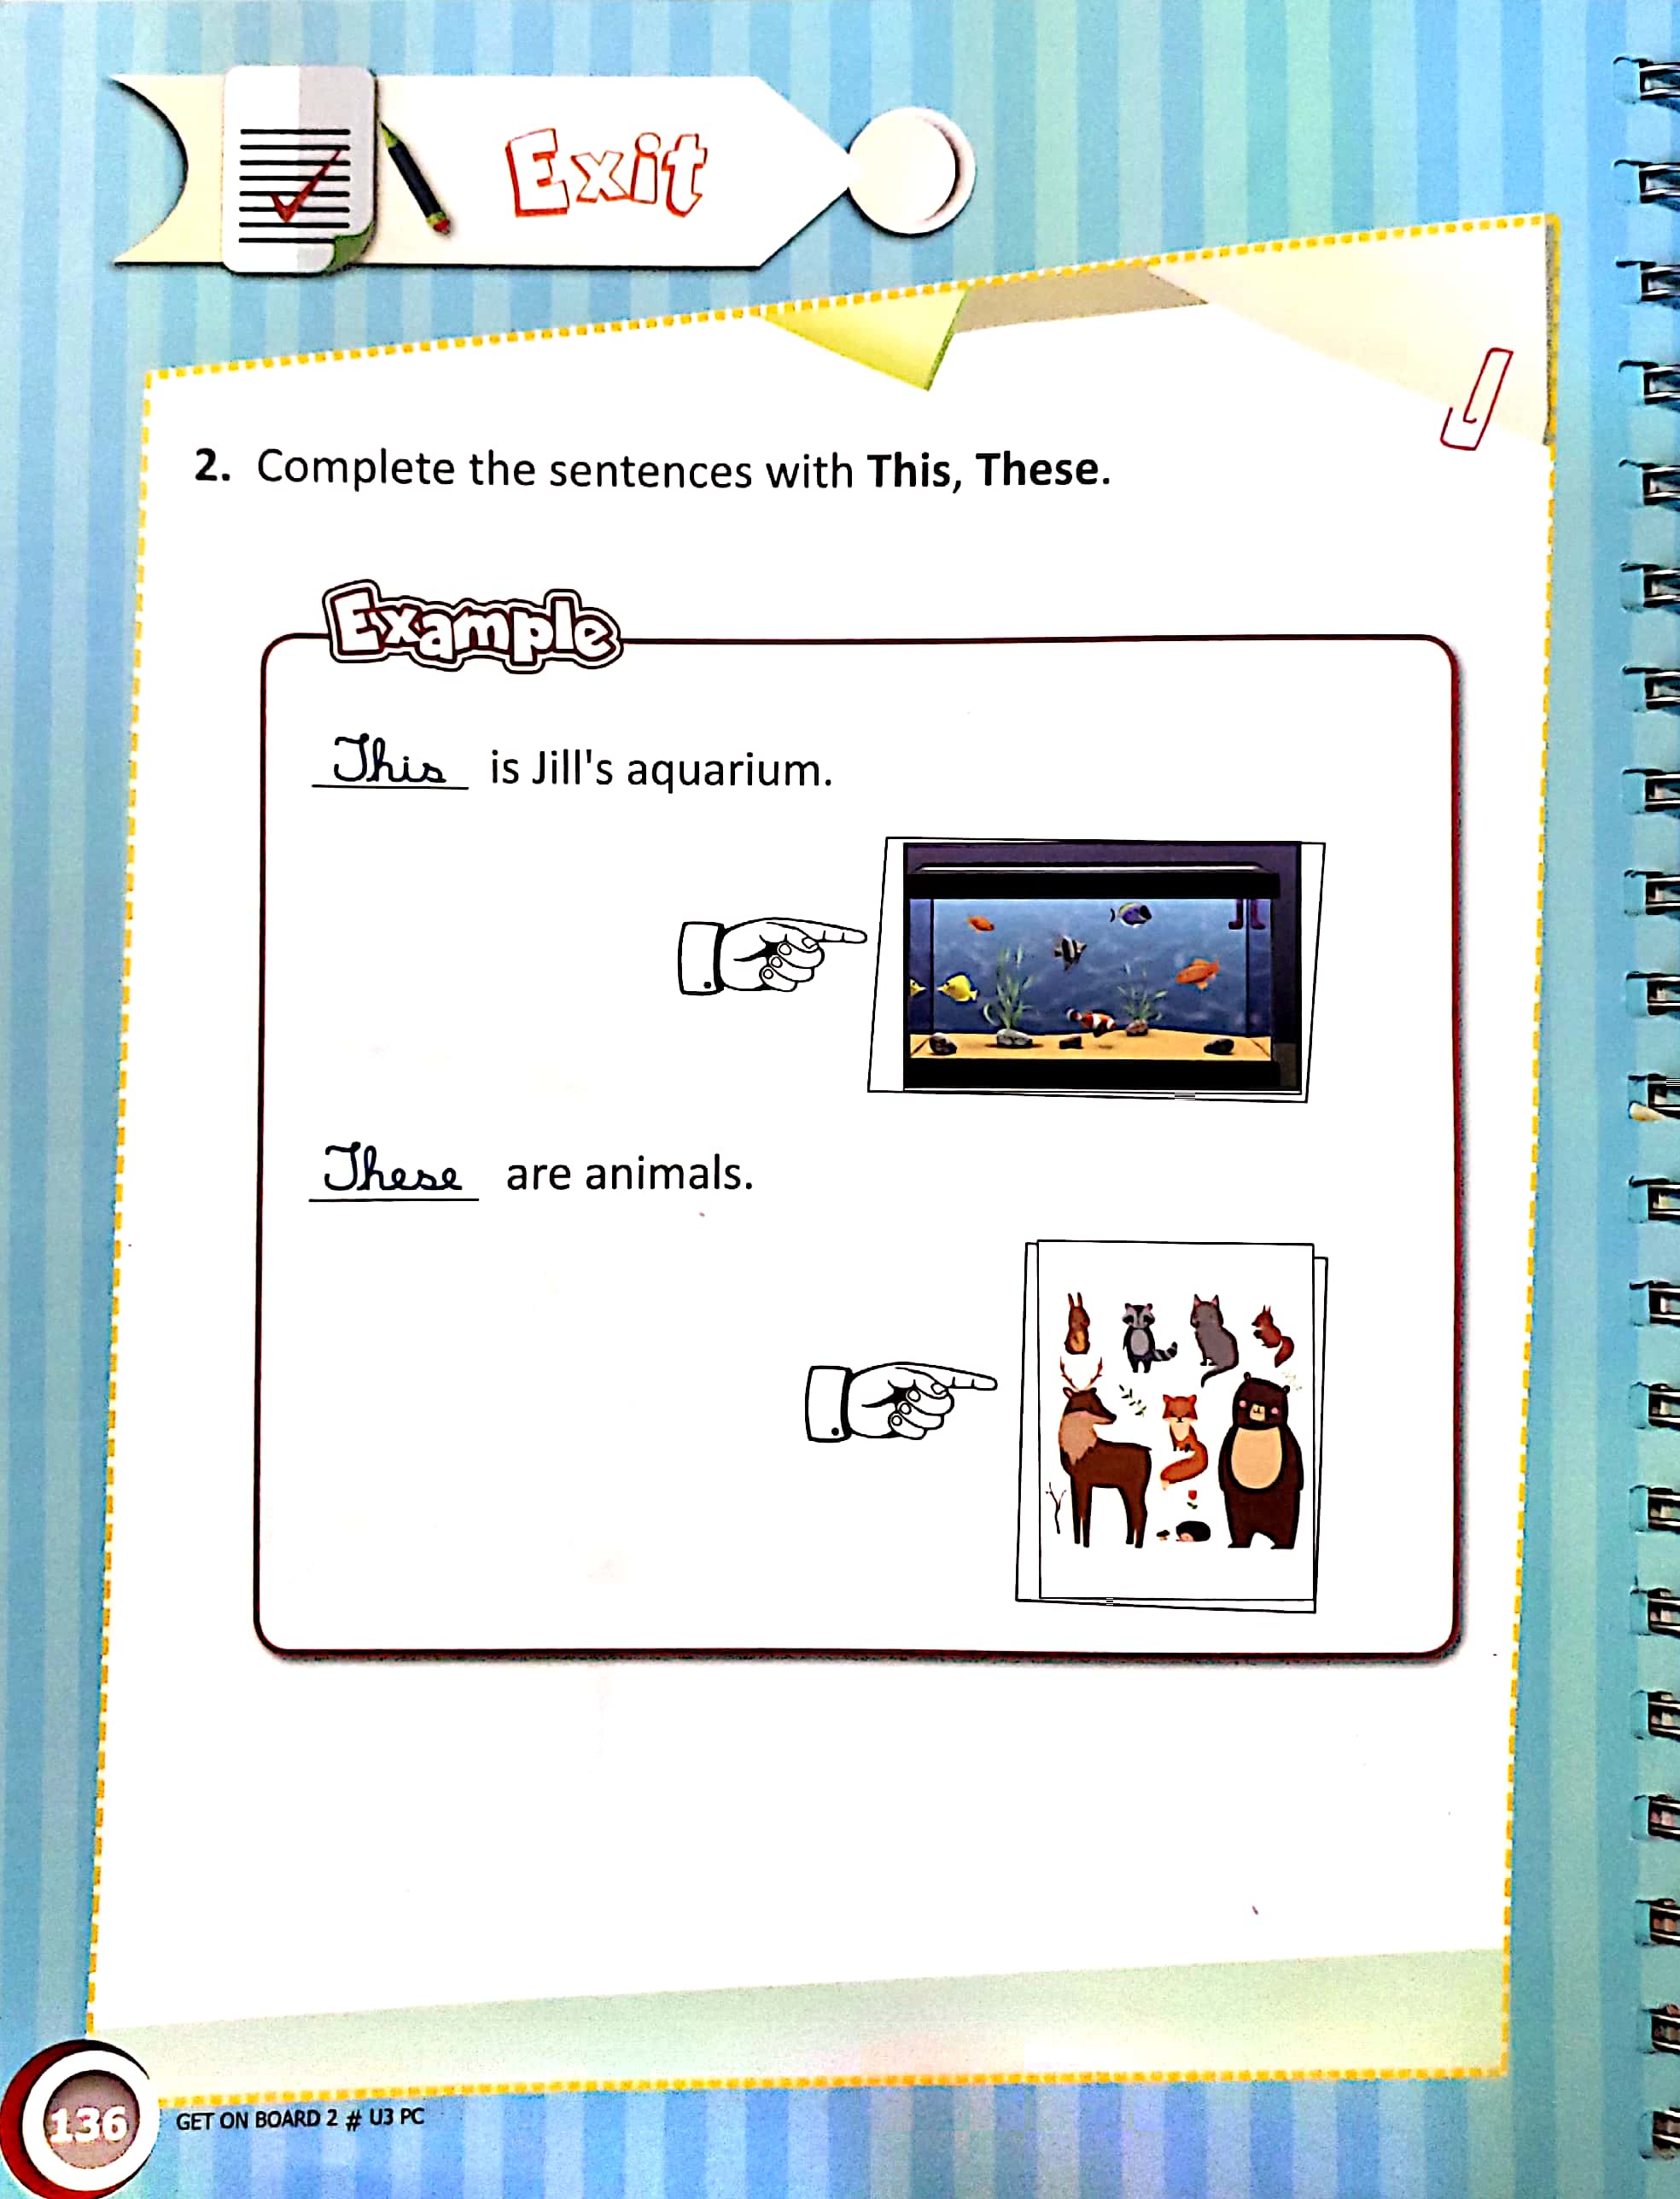 Exit
2. Complete the sentences with This, These.
Example
This is Jill's aquarium.
These are animals.
136
GET ON BOARD 2 # U3 PC